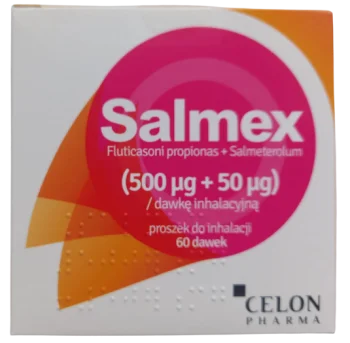 Salmex
Fluticasoni propionas + Salmeterolum
(500 µg + 50 µg)
/ dawkę inhalacyjną
proszek do inhalacji
60 dawek
CELON
PHARMA